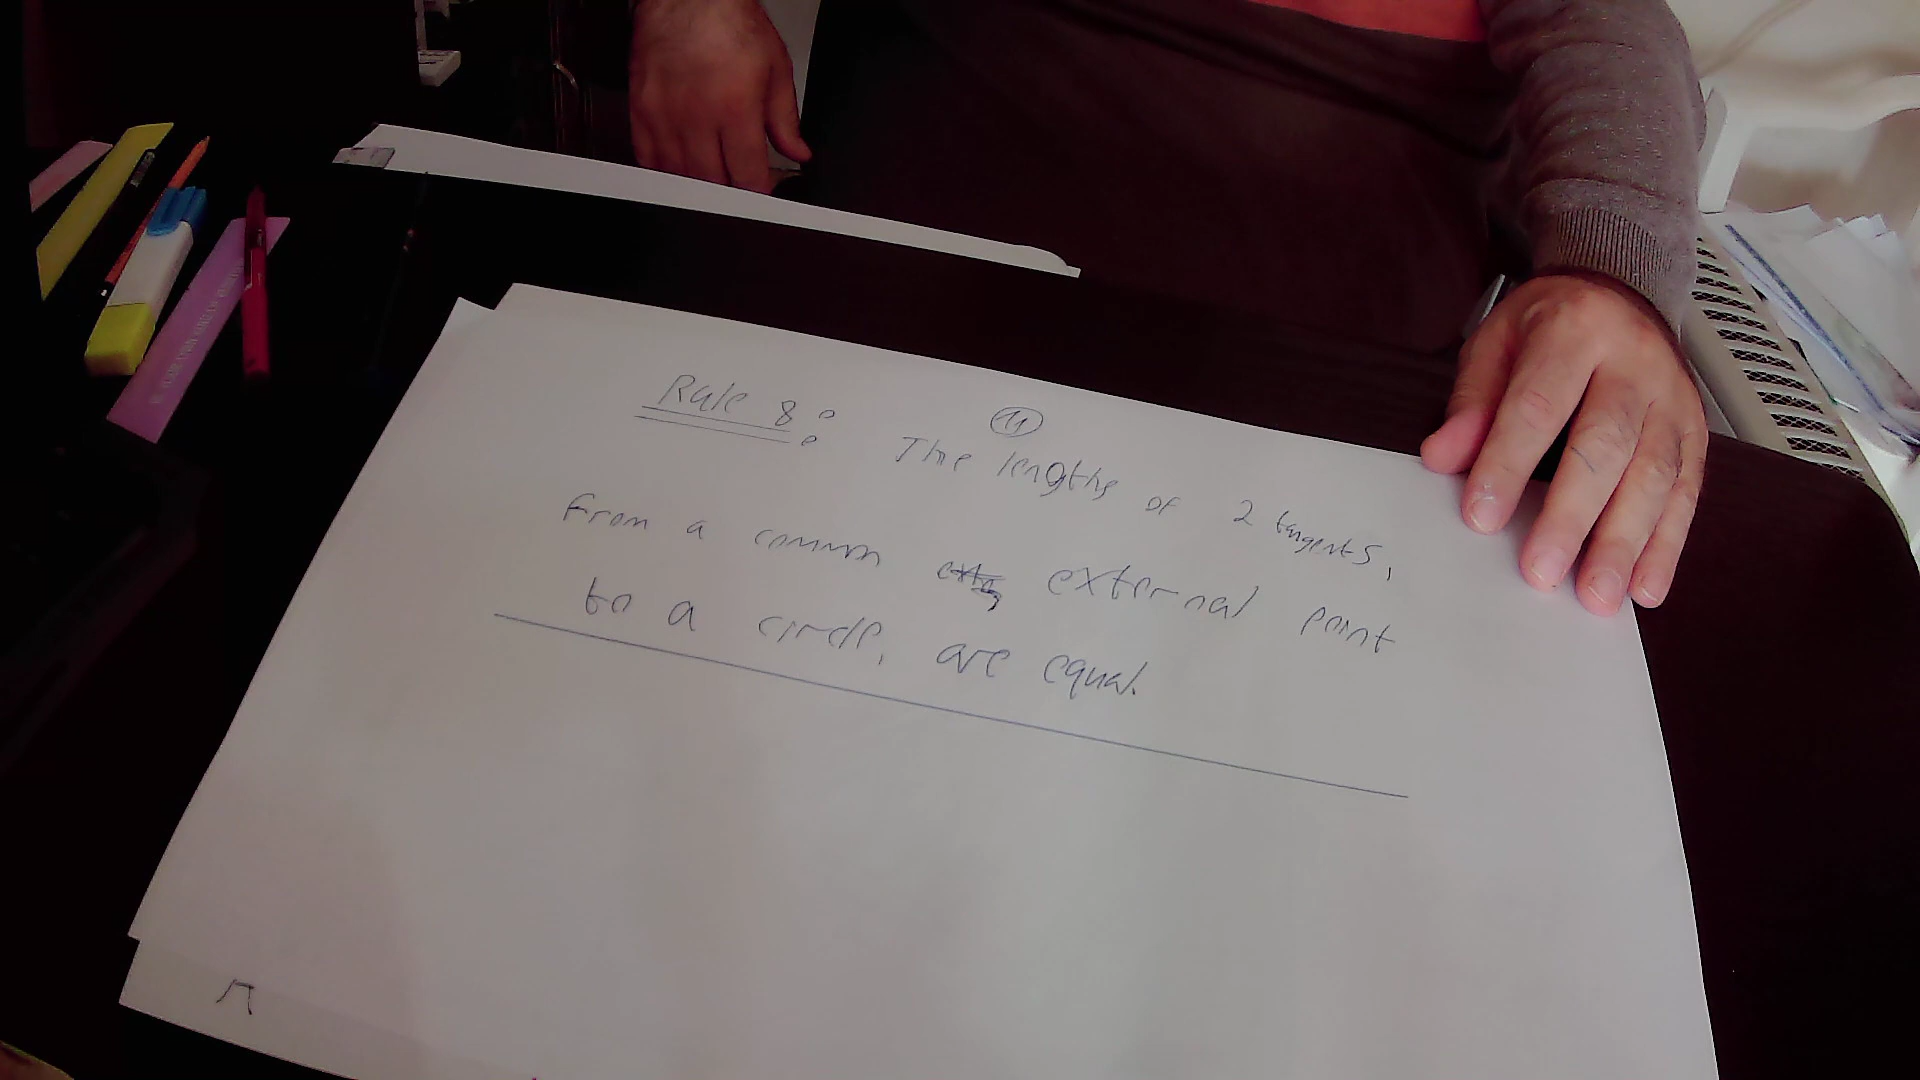 11
Rule 8: The lengths of 2 tangents,
from a common external point
to a circle, are equal.